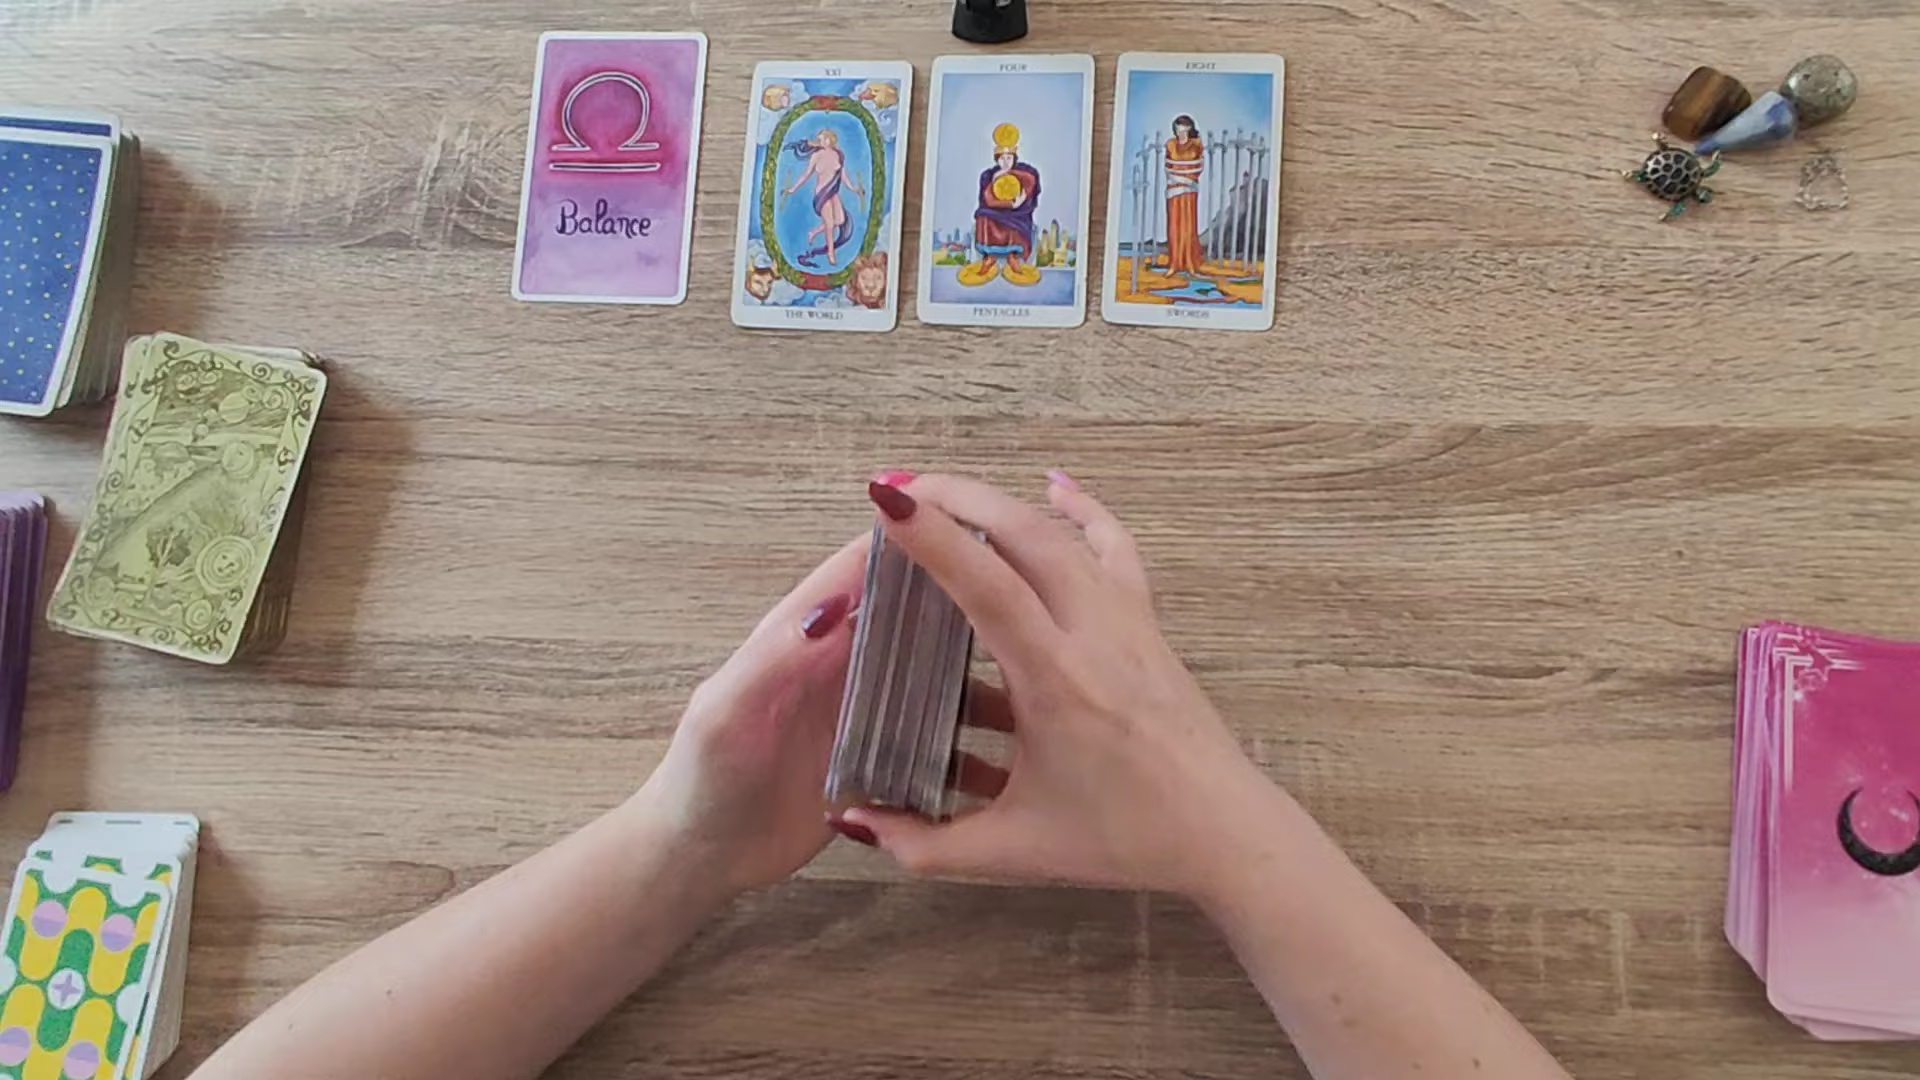 Balance
XXI
THE WORLD
FOUR
PENTACLES
EIGHT
SWORDS